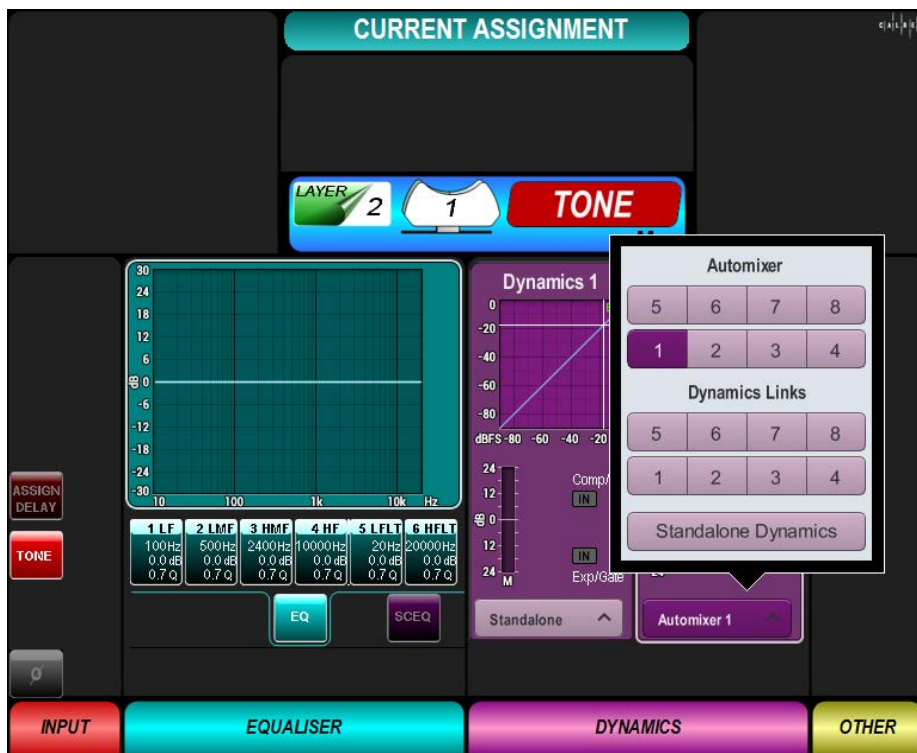 CURRENT ASSIGNMENT
CALRE
LAYER 2
1
TONE
30
24
18
12
6
dB 0
-6
-12
-18
-24
-30
10 100 1k 10k Hz
1 LF 2 LMF 3 HMF 4 HF 5 LFLT 6 HFLT
100Hz 500Hz 2400Hz 10000Hz 20Hz 20000Hz
0.0 dB 0.0 dB 0.0 dB 0.0 dB 0.0 dB 0.0 dB
0.7 Q 0.7 Q 0.7 Q 0.7 Q 0.7 Q 0.7 Q
EQ
SCEQ
ASSIGN
DELAY
TONE
Ø
Dynamics 1
0
-20
-40
-60
-80
dBFS -80 -60 -40 -20
24
12
dB 0
12
24
M
Comp/
IN
IN
Exp/Gate
Standalone
24
Automixer 1
Automixer
5 6 7 8
1 2 3 4
Dynamics Links
5 6 7 8
1 2 3 4
Standalone Dynamics
INPUT
EQUALISER
DYNAMICS
OTHER